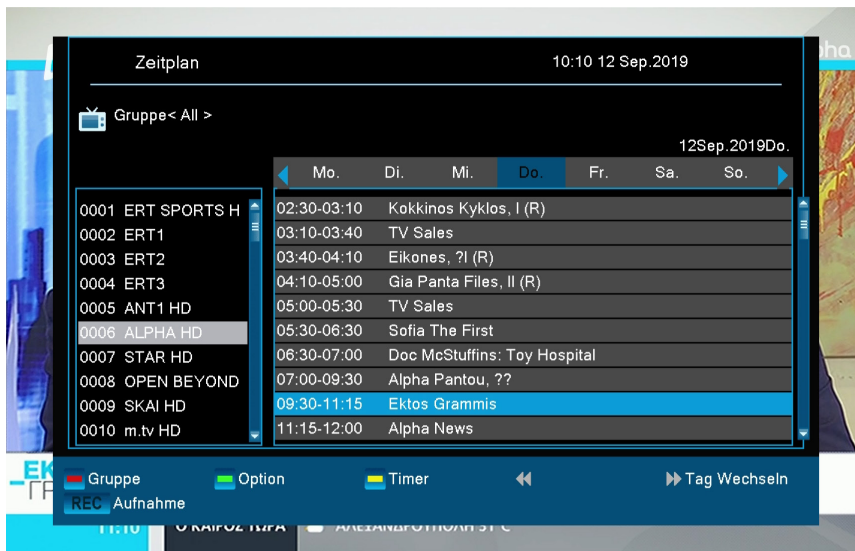 Zeitplan 10:10 12 Sep.2019
Gruppe< All >
12Sep.2019Do.
Mo. Di. Mi. Do. Fr. Sa. So.
0001 ERT SPORTS H
0002 ERT1
0003 ERT2
0004 ERT3
0005 ANT1 HD
0006 ALPHA HD
0007 STAR HD
0008 OPEN BEYOND
0009 SKAI HD
0010 m.tv HD
02:30-03:10 Kokkinos Kyklos, I (R)
03:10-03:40 TV Sales
03:40-04:10 Eikones, ?I (R)
04:10-05:00 Gia Panta Files, II (R)
05:00-05:30 TV Sales
05:30-06:30 Sofia The First
06:30-07:00 Doc McStuffins: Toy Hospital
07:00-09:30 Alpha Pantou, ??
09:30-11:15 Ektos Grammis
11:15-12:00 Alpha News
Gruppe Option Timer Tag Wechseln
REC Aufnahme